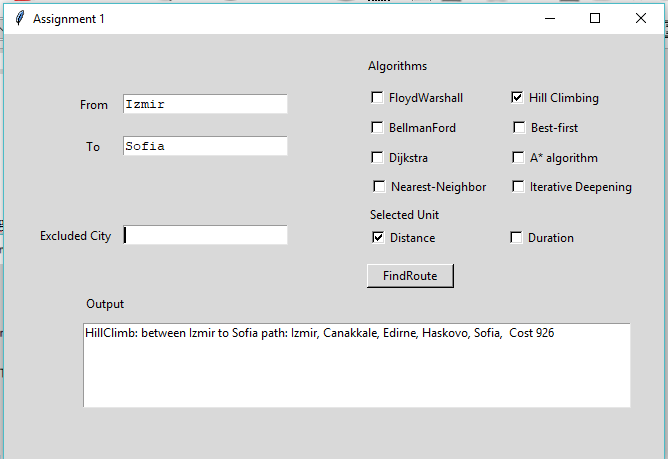 Assignment 1
Algorithms
From Izmir
FloydWarshall Hill Climbing
BellmanFord Best-first
To Sofia
Dijkstra A* algorithm
Nearest-Neighbor Iterative Deepening
Selected Unit
Excluded City
Distance Duration
FindRoute
Output
HillClimb: between Izmir to Sofia path: Izmir, Canakkale, Edirne, Haskovo, Sofia, Cost 926